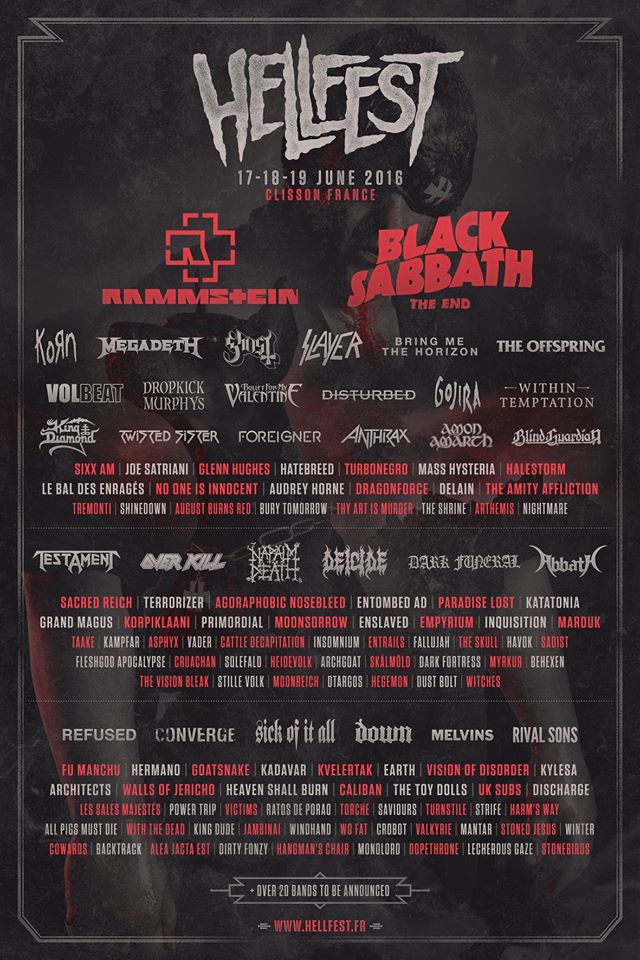 HELLFEST
17-18-19 JUNE 2016
CLISSON FRANCE
RAMMSTEIN BLACK SABBATH THE END
KoRn MEGADETH Ghost SLAYER BRING ME THE HORIZON THE OFFSPRING
VOLBEAT DROPKICK MURPHYS BULLET FOR MY VALENTINE DISTURBED GOJIRA WITHIN TEMPTATION
King Diamond TWISTED SISTER FOREIGNER ANTHRAX AMON AMARTH Blind Guardian
SIXX AM | JOE SATRIANI | GLENN HUGHES | HATEBREED | TURBONEGRO | MASS HYSTERIA | HALESTORM
LE BAL DES ENRAGÉS | NO ONE IS INNOCENT | AUDREY HORNE | DRAGONFORCE | DELAIN | THE AMITY AFFLICTION
TREMONTI | SHINEDOWN | AUGUST BURNS RED | BURY TOMORROW | THY ART IS MURDER | THE SHRINE | ARTHEMIS | NIGHTMARE
TESTAMENT OVERKILL NAPALM DEATH DEICIDE DARK FUNERAL AbbatH
SACRED REICH | TERRORIZER | AGORAPHOBIC NOSEBLEED | ENTOMBED AD | PARADISE LOST | KATATONIA
GRAND MAGUS | KORPIKLAANI | PRIMORDIAL | MOONSORROW | ENSLAVED | EMPYRIUM | INQUISITION | MARDUK
TAAKE | KAMPFAR | ASPHYX | VADER | CATTLE DECAPITATION | INSOMNIUM | ENTRAILS | FALLUJAH | THE SKULL | HAVOK | SADIST
FLESHGOD APOCALYPSE | CRUACHAN | SOLEFALD | HEIDEVOLK | ARCHGOAT | SKÁLMÖLD | DARK FORTRESS | MYRKUR | BEHEXEN
THE VISION BLEAK | STILLE VOLK | MOONREICH | OTARGOS | HEGEMON | DUST BOLT | WITCHES
REFUSED CONVERGE sick of it all down MELVINS RIVAL SONS
FU MANCHU | HERMANO | GOATSNAKE | KADAVAR | KVELERTAK | EARTH | VISION OF DISORDER | KYLESA
ARCHITECTS | WALLS OF JERICHO | HEAVEN SHALL BURN | CALIBAN | THE TOY DOLLS | UK SUBS | DISCHARGE
LES SALES MAJESTÉS | POWER TRIP | VICTIMS | RATOS DE PORAO | TORCHE | SAVIOURS | TURNSTILE | STRIFE | HARM'S WAY
ALL PIGS MUST DIE | WITH THE DEAD | KING DUDE | JAMBINAI | WINDHAND | WO FAT | CROBOT | VALKYRIE | MANTAR | STONED JESUS | WINTER
COWARDS | BACKTRACK | ALEA JACTA EST | DIRTY FONZY | HANGMAN'S CHAIR | MONOLORD | DOPETHRONE | LECHEROUS GAZE | STONEBIRDS
+ OVER 20 BANDS TO BE ANNOUNCED
WWW.HELLFEST.FR